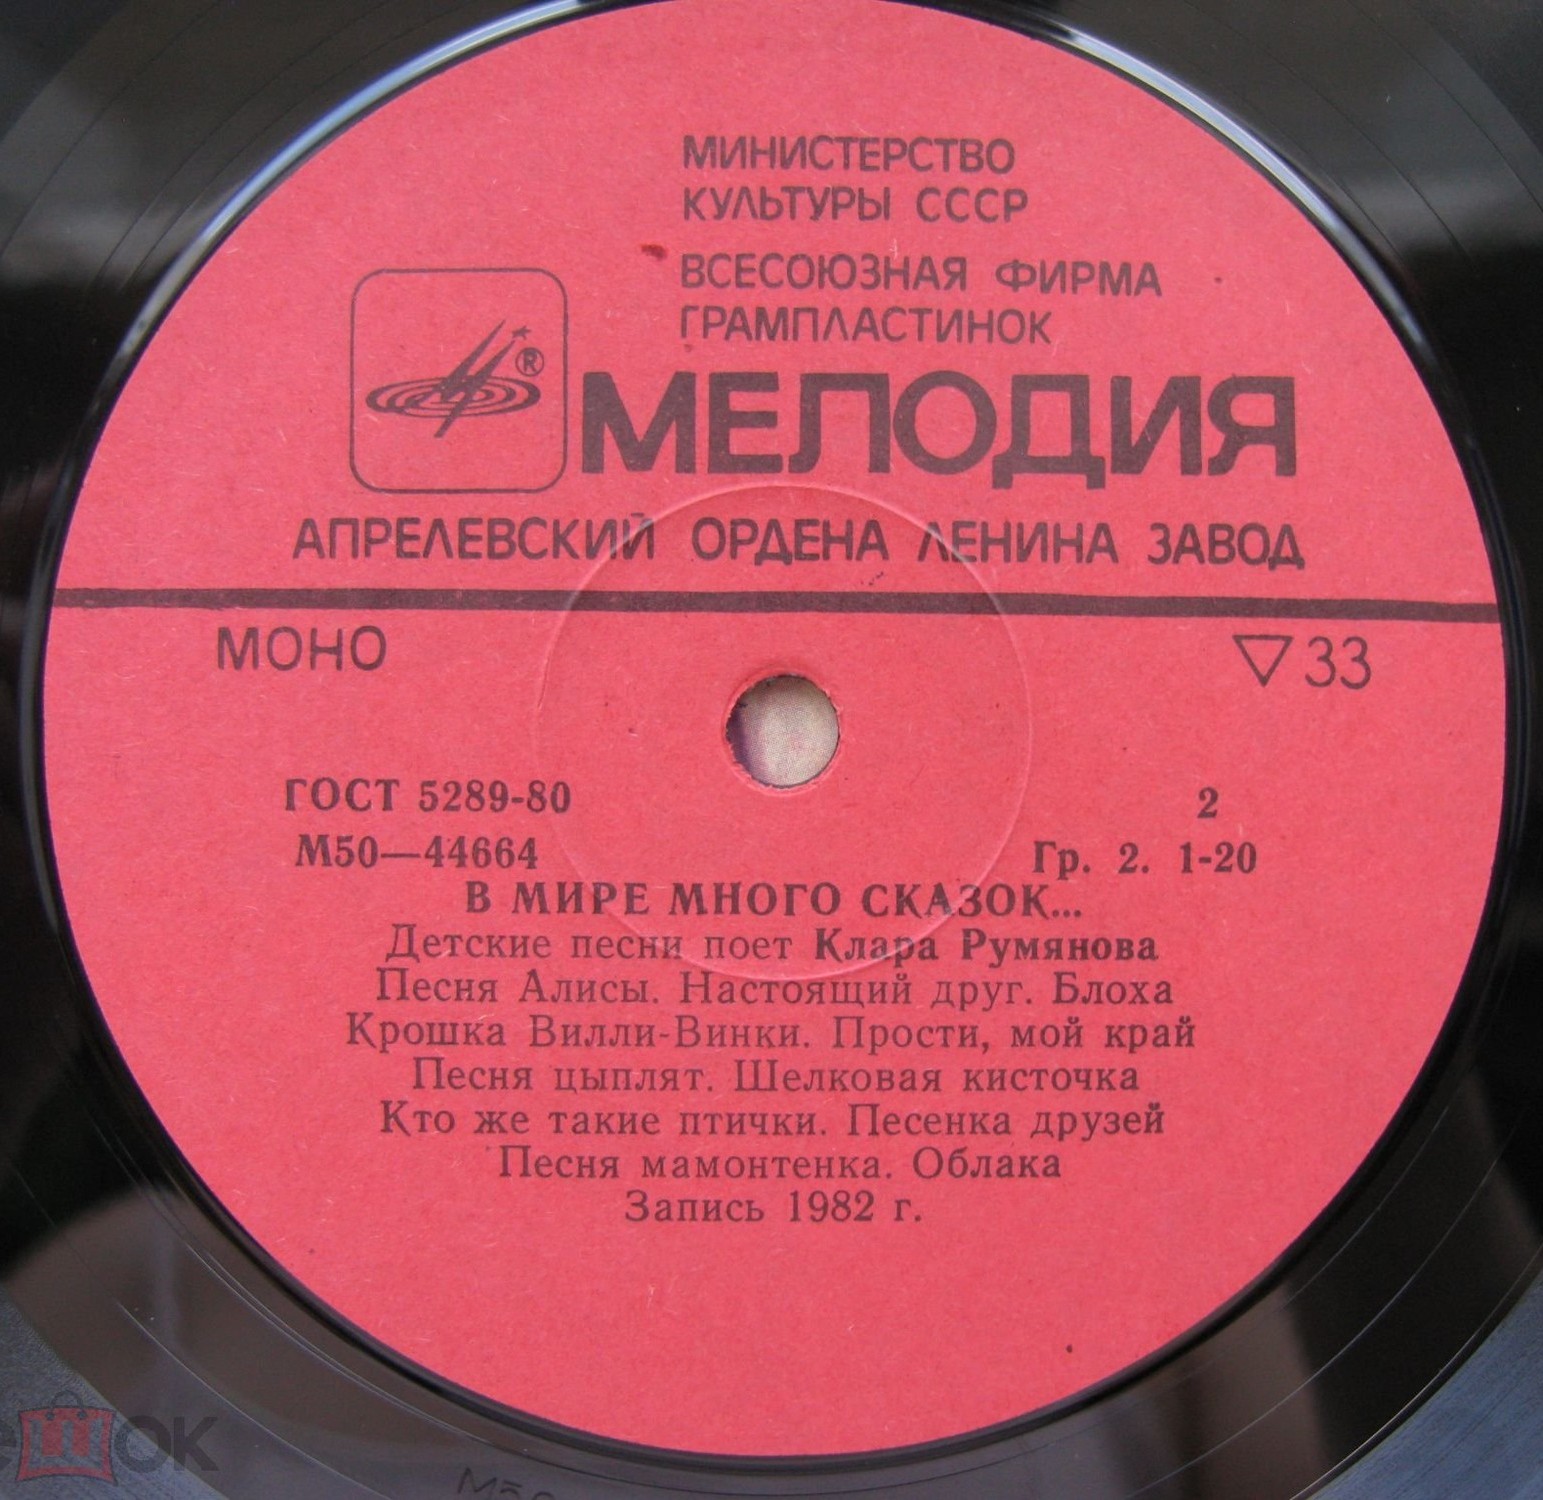 МИНИСТЕРСТВО
КУЛЬТУРЫ СССР
ВСЕСОЮЗНАЯ ФИРМА
ГРАМПЛАСТИНОК
®
МЕЛОДИЯ
АПРЕЛЕВСКИЙ ОРДЕНА ЛЕНИНА ЗАВОД
МОНО ▽ 33
ГОСТ 5289-80 2
М50—44664 Гр. 2. 1-20
В МИРЕ МНОГО СКАЗОК...
Детские песни поет Клара Румянова
Песня Алисы. Настоящий друг. Блоха
Крошка Вилли-Винки. Прости, мой край
Песня цыплят. Шелковая кисточка
Кто же такие птички. Песенка друзей
Песня мамонтенка. Облака
Запись 1982 г.
ешок